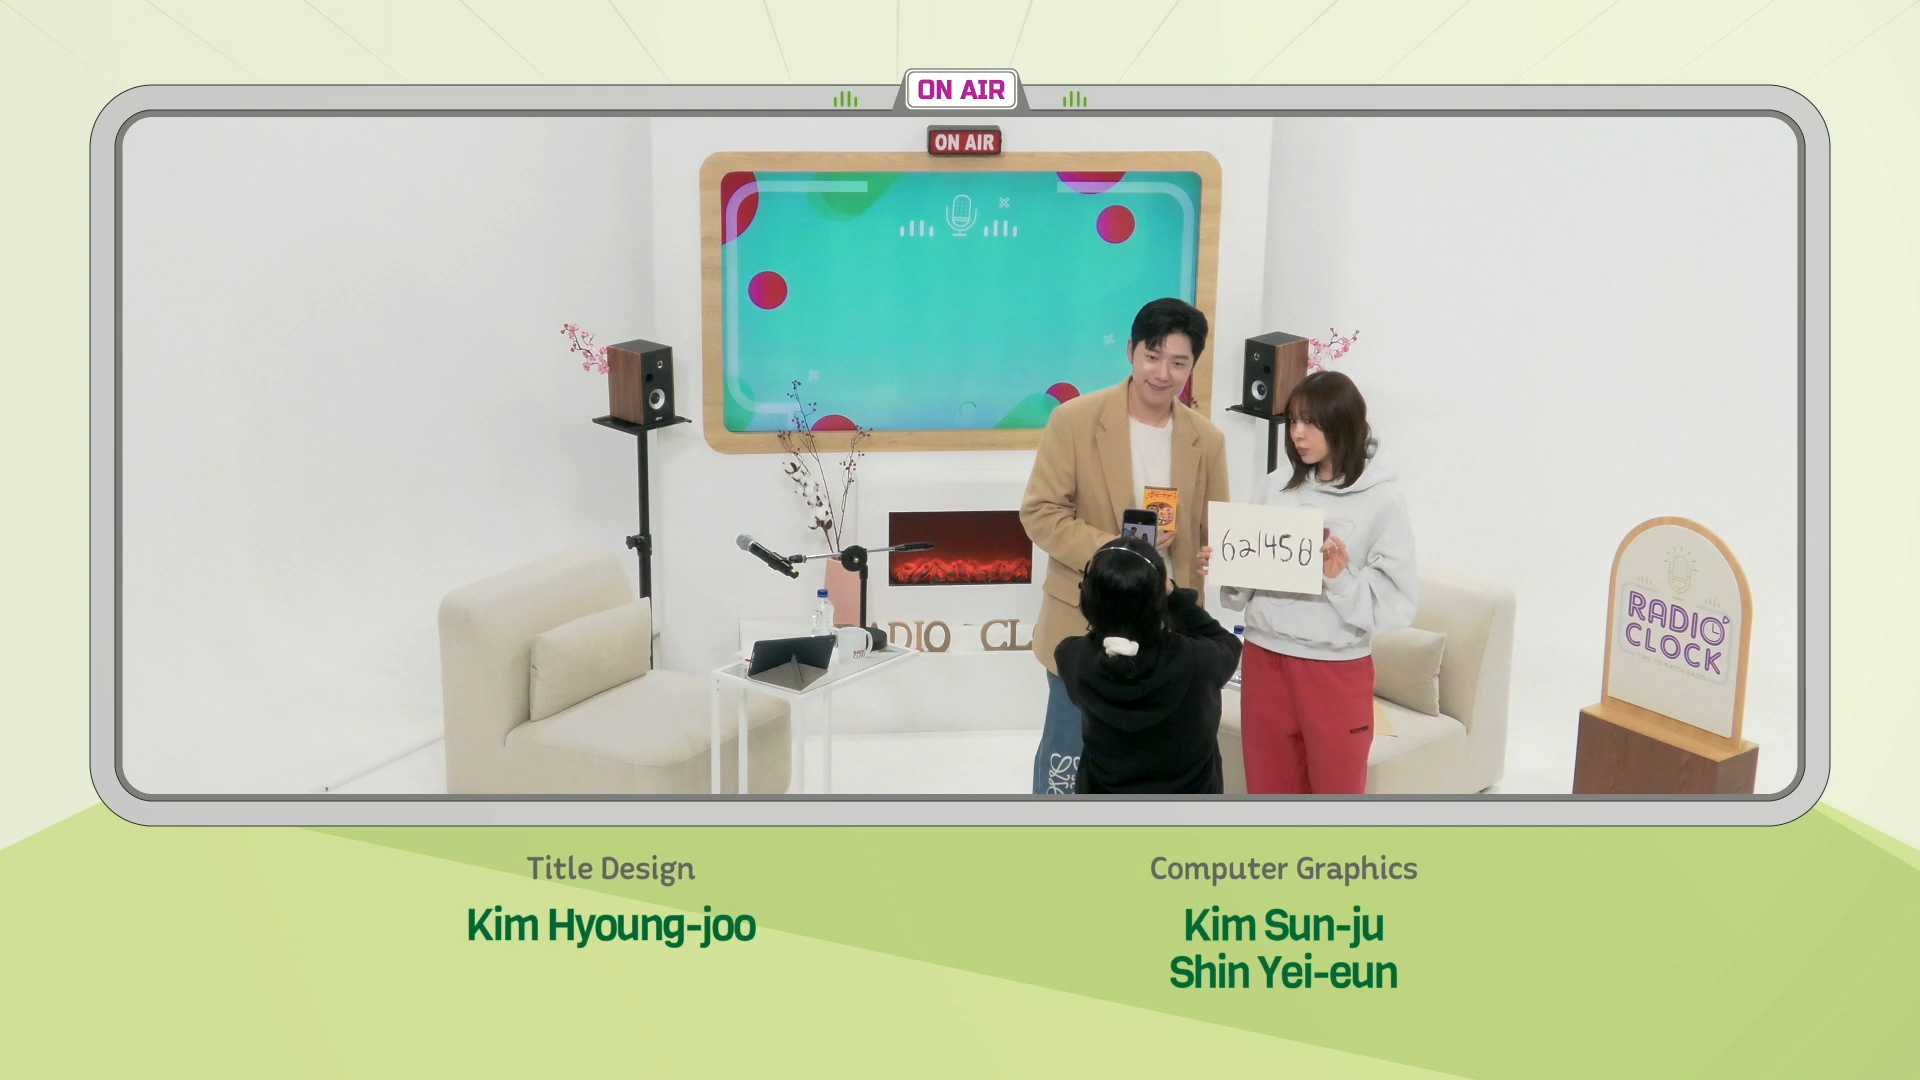 ON AIR
ON AIR
621458
RADIO
CLOCK
Title Design
Kim Hyoung-joo
Computer Graphics
Kim Sun-ju
Shin Yei-eun